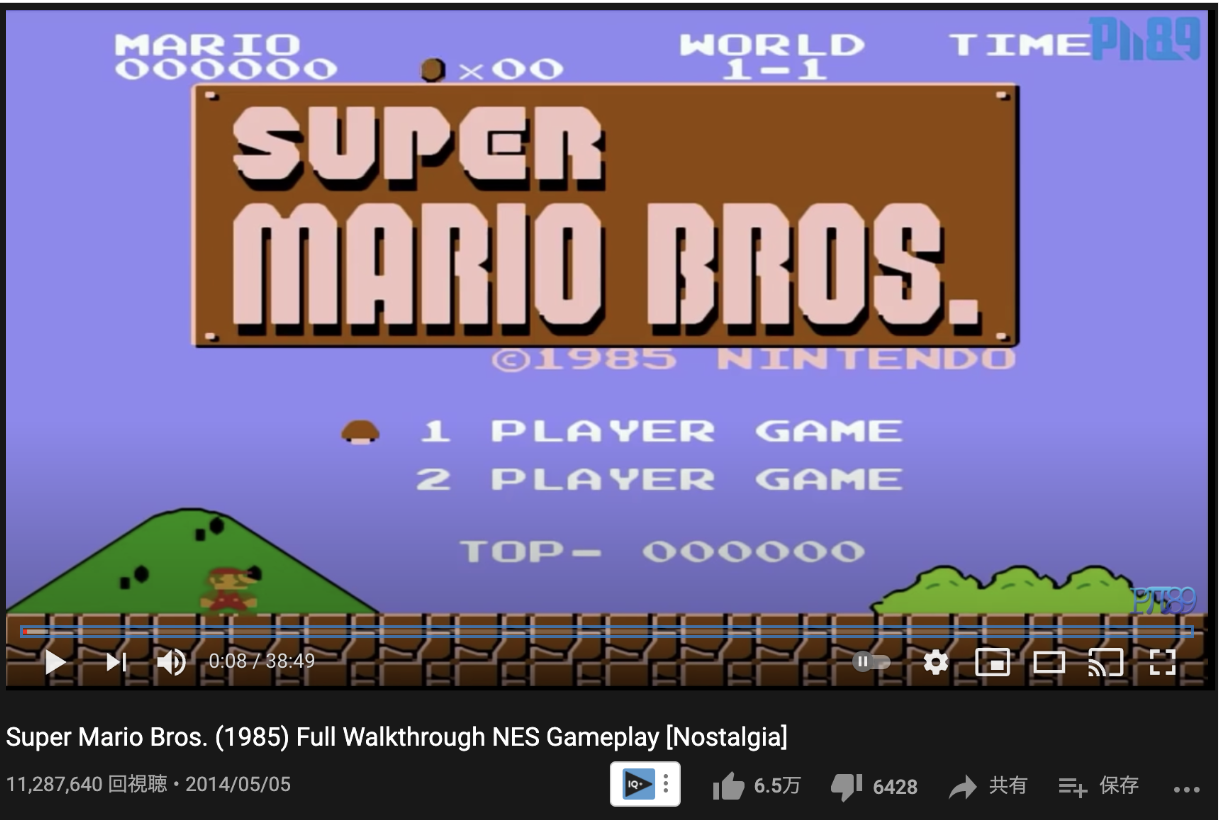 MARIO WORLD TIME Ph89
000000 ×00 1-1
SUPER
MARIO BROS.
©1985 NINTENDO
1 PLAYER GAME
2 PLAYER GAME
TOP- 000000
0:08 / 38:49
Super Mario Bros. (1985) Full Walkthrough NES Gameplay [Nostalgia]
11,287,640 回視聴・2014/05/05 IQ 6.5万 6428 共有 保存